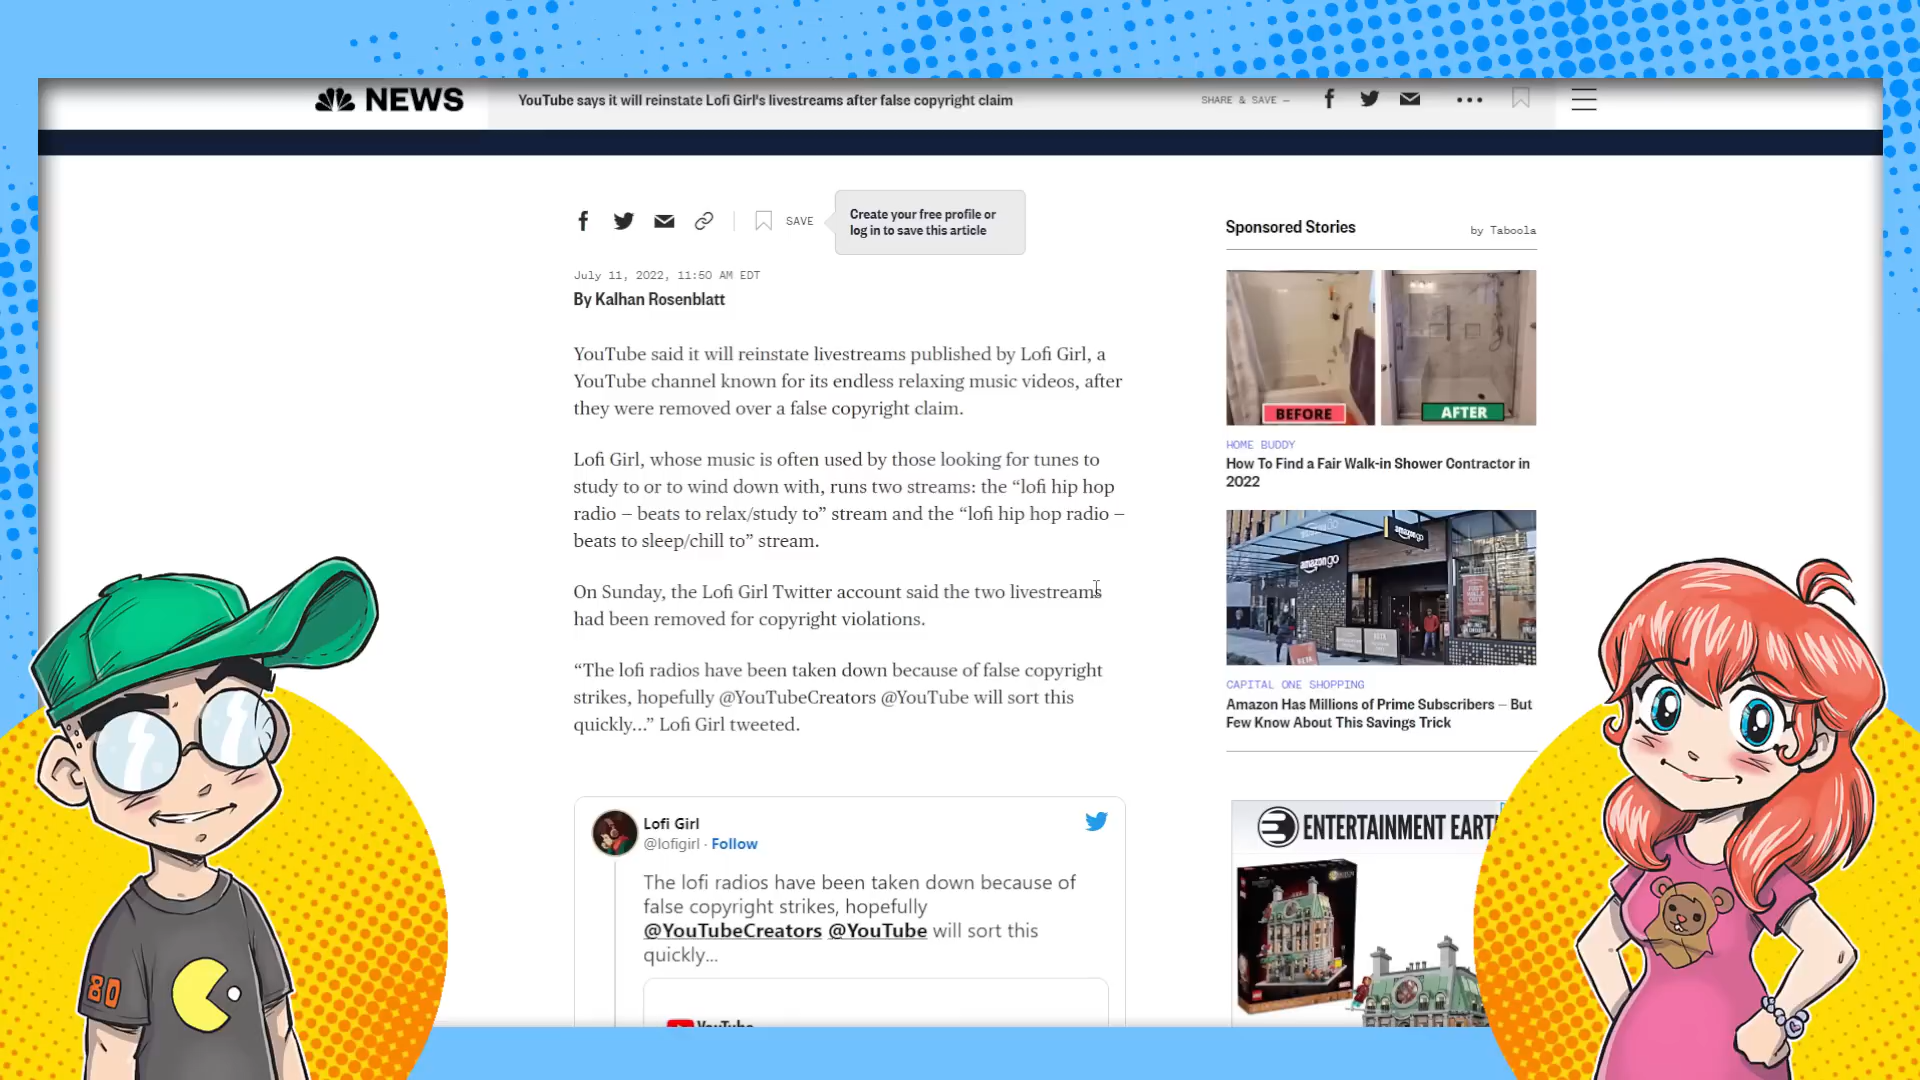 NEWS
YouTube says it will reinstate Lofi Girl's livestreams after false copyright claim
SHARE & SAVE —
SAVE
Create your free profile or
log in to save this article
July 11, 2022, 11:50 AM EDT
By Kalhan Rosenblatt
YouTube said it will reinstate livestreams published by Lofi Girl, a
YouTube channel known for its endless relaxing music videos, after
they were removed over a false copyright claim.
Lofi Girl, whose music is often used by those looking for tunes to
study to or to wind down with, runs two streams: the “lofi hip hop
radio – beats to relax/study to” stream and the “lofi hip hop radio –
beats to sleep/chill to” stream.
On Sunday, the Lofi Girl Twitter account said the two livestreams
had been removed for copyright violations.
“The lofi radios have been taken down because of false copyright
strikes, hopefully @YouTubeCreators @YouTube will sort this
quickly...” Lofi Girl tweeted.
Lofi Girl
@lofigirl · Follow
The lofi radios have been taken down because of
false copyright strikes, hopefully
@YouTubeCreators @YouTube will sort this
quickly...
YouTube
Sponsored Stories
by Taboola
BEFORE
AFTER
HOME BUDDY
How To Find a Fair Walk-in Shower Contractor in
2022
amazon go
amazon go
CAPITAL ONE SHOPPING
Amazon Has Millions of Prime Subscribers – But
Few Know About This Savings Trick
ENTERTAINMENT EART
80